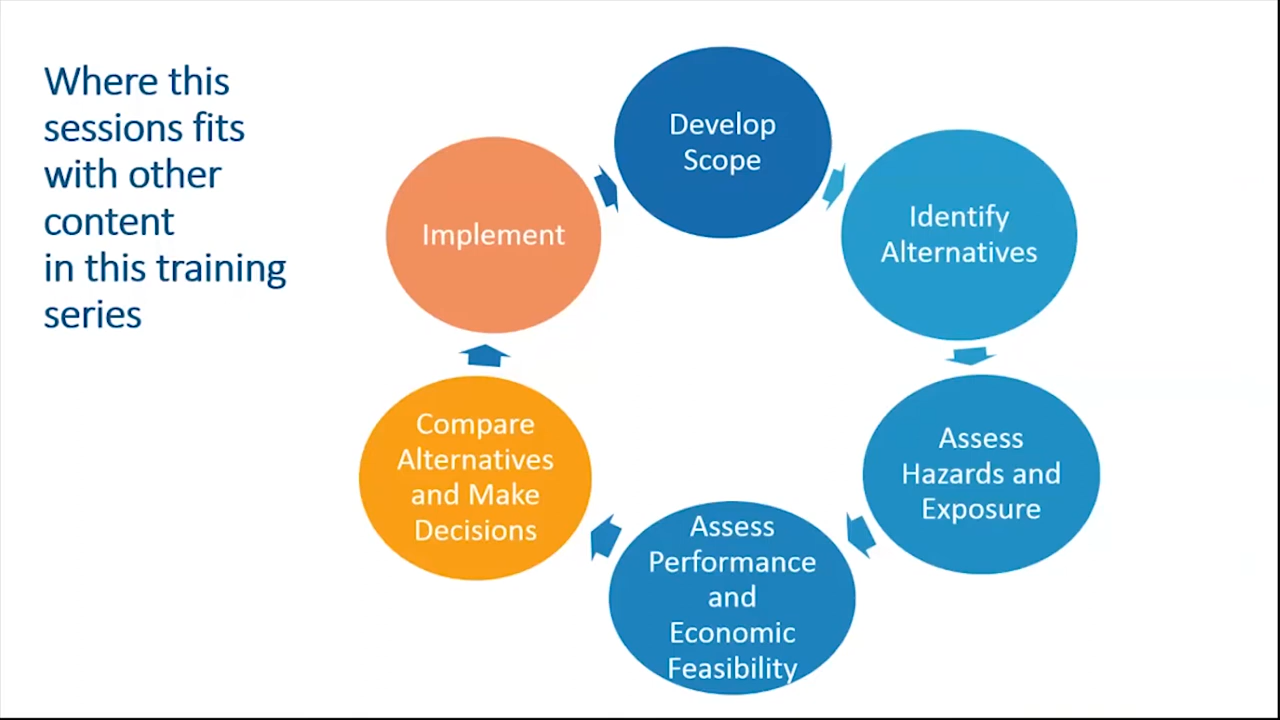 Where this
sessions fits
with other
content
in this training
series
Develop
Scope
Identify
Alternatives
Assess
Hazards and
Exposure
Assess
Performance
and
Economic
Feasibility
Compare
Alternatives
and Make
Decisions
Implement